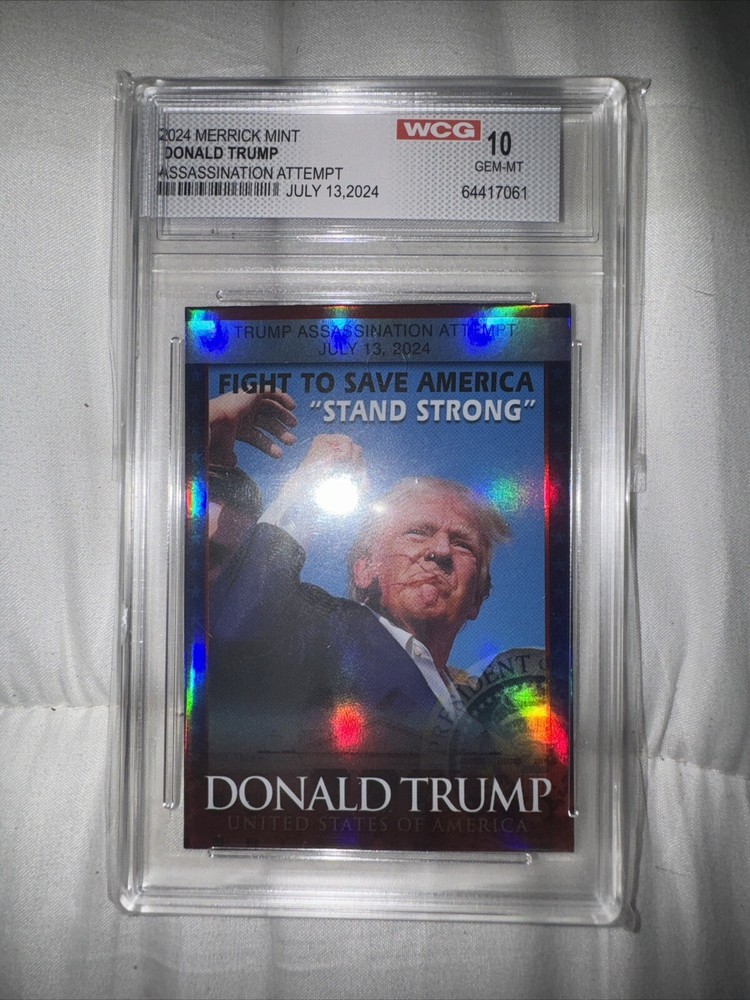 2024 MERRICK MINT
DONALD TRUMP
ASSASSINATION ATTEMPT
JULY 13,2024
WCG
10
GEM-MT
64417061
TRUMP ASSASSINATION ATTEMPT
JULY 13, 2024
FIGHT TO SAVE AMERICA
“STAND STRONG”
PRESIDENT O
DONALD TRUMP
UNITED STATES OF AMERICA